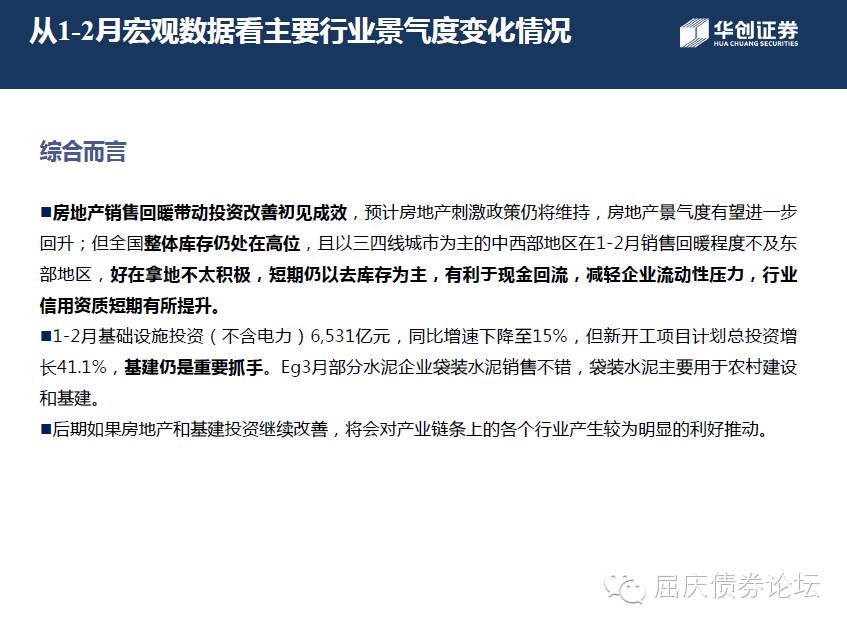 从1-2月宏观数据看主要行业景气度变化情况
华创证券
HUA CHUANG SECURITIES
综合而言
■房地产销售回暖带动投资改善初见成效，预计房地产刺激政策仍将维持，房地产景气度有望进一步
回升；但全国整体库存仍处在高位，且以三四线城市为主的中西部地区在1-2月销售回暖程度不及东
部地区，好在拿地不太积极，短期仍以去库存为主，有利于现金回流，减轻企业流动性压力，行业
信用资质短期有所提升。
■1-2月基础设施投资（不含电力）6,531亿元，同比增速下降至15%，但新开工项目计划总投资增
长41.1%，基建仍是重要抓手。Eg3月部分水泥企业袋装水泥销售不错，袋装水泥主要用于农村建设
和基建。
■后期如果房地产和基建投资继续改善，将会对产业链条上的各个行业产生较为明显的利好推动。
屈庆债券论坛